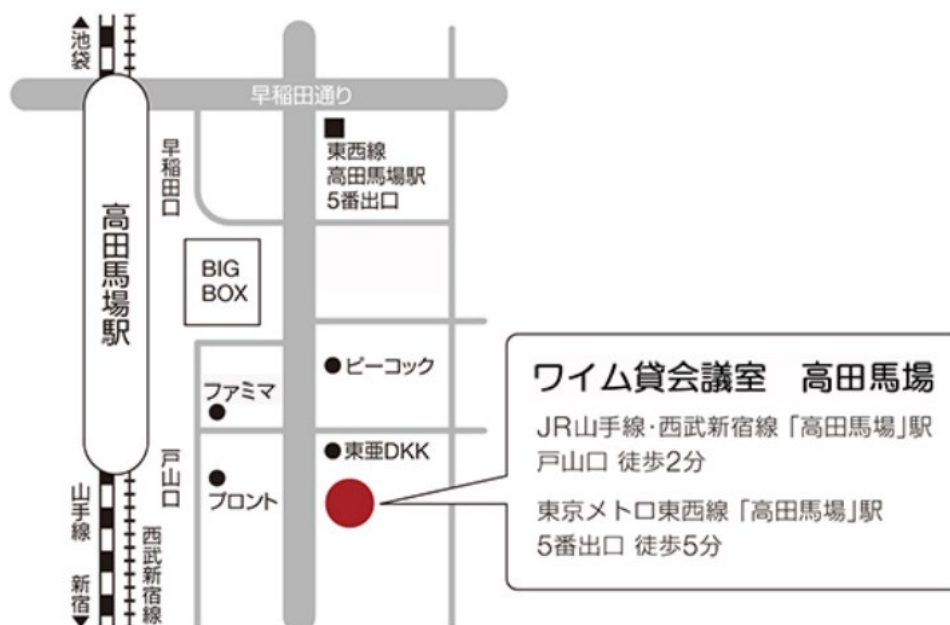 ▲池袋
早稲田通り
早稲田口
東西線
高田馬場駅
5番出口
高田馬場駅
BIG
BOX
ピーコック
ファミマ
東亜DKK
戸山口
プロント
山手線 新宿▼
西武新宿線
ワイム貸会議室 高田馬場
JR山手線・西武新宿線「高田馬場」駅
戸山口 徒歩2分
東京メトロ東西線「高田馬場」駅
5番出口 徒歩5分